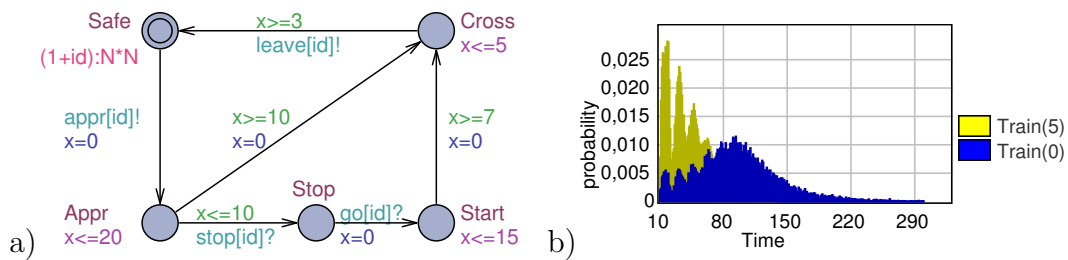 Safe
x>=3
Cross
(1+id):N*N
leave[id]!
x<=5
appr[id]!
x=0
x>=10
x=0
x>=7
x=0
Appr
x<=20
x<=10
stop[id]?
Stop
go[id]?
x=0
Start
x<=15
a)
0,025
0,020
0,015
0,010
0,005
0
probability
10
80
150
220
290
Time
Train(5)
Train(0)
b)